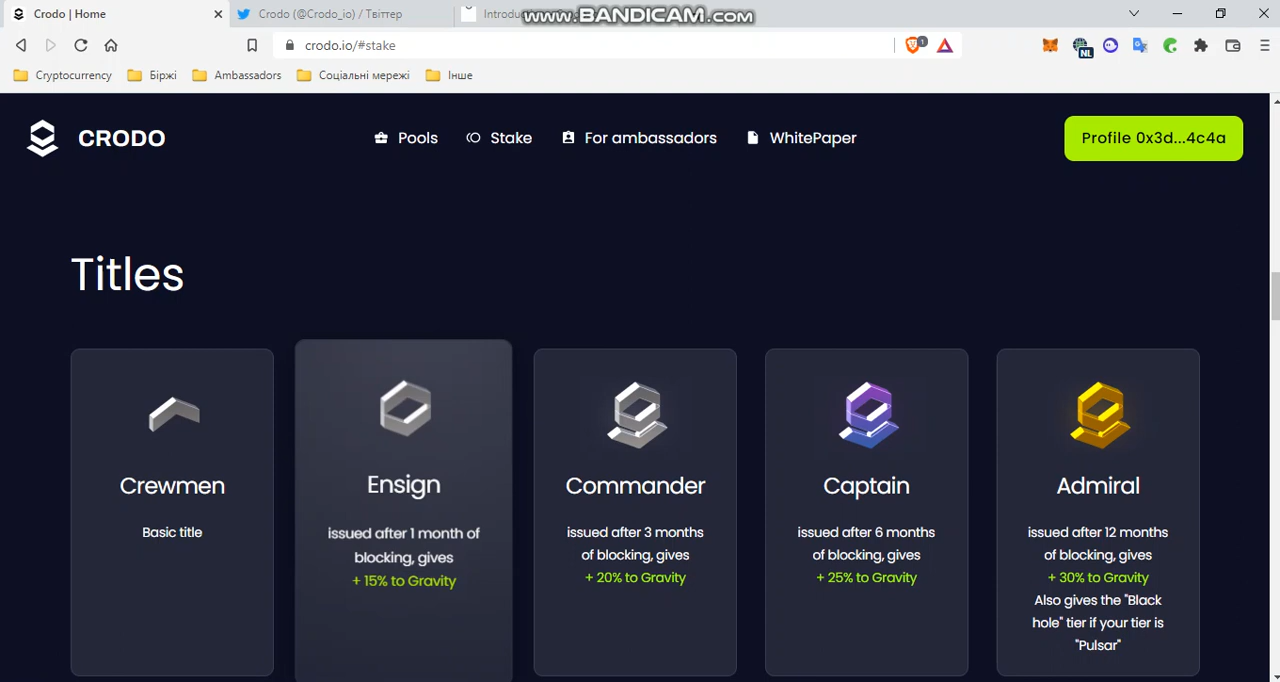 Crodo | Home
Crodo (@Crodo_io) / Твіттер
Introdu
www.BANDICAM.com
crodo.io/#stake
1
NL
Cryptocurrency
Біржі
Ambassadors
Соціальні мережі
Інше
CRODO
Pools
Stake
For ambassadors
WhitePaper
Profile 0x3d...4c4a
Titles
Crewmen
Basic title
Ensign
issued after 1 month of
blocking, gives
+ 15% to Gravity
Commander
issued after 3 months
of blocking, gives
+ 20% to Gravity
Captain
issued after 6 months
of blocking, gives
+ 25% to Gravity
Admiral
issued after 12 months
of blocking, gives
+ 30% to Gravity
Also gives the "Black
hole" tier if your tier is
"Pulsar"